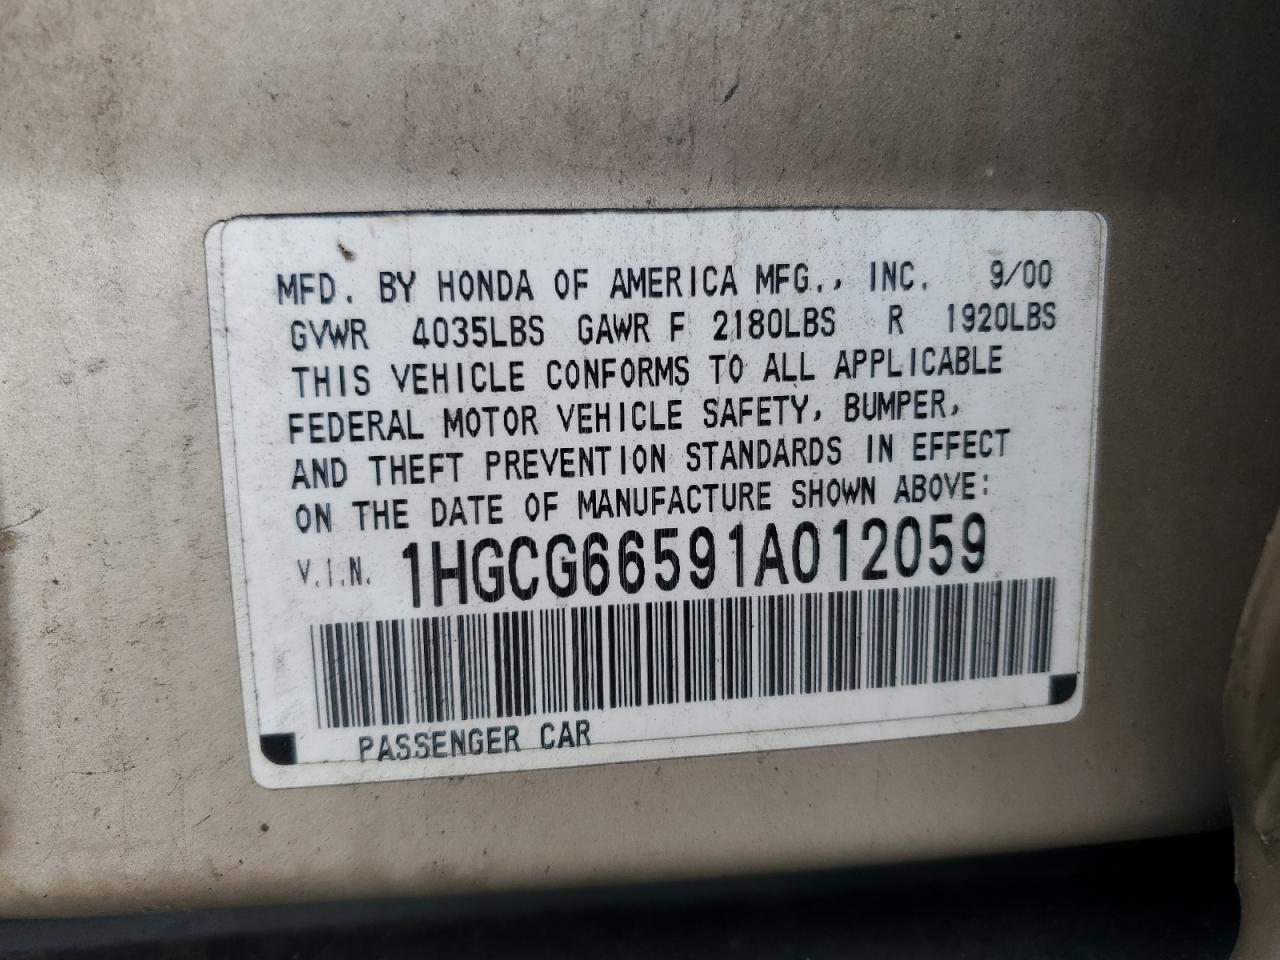 MFD. BY HONDA OF AMERICA MFG., INC. 9/00
GVWR 4035LBS GAWR F 2180LBS R 1920LBS
THIS VEHICLE CONFORMS TO ALL APPLICABLE
FEDERAL MOTOR VEHICLE SAFETY, BUMPER,
AND THEFT PREVENTION STANDARDS IN EFFECT
ON THE DATE OF MANUFACTURE SHOWN ABOVE:
V.I.N. 1HGCG66591A012059
PASSENGER CAR